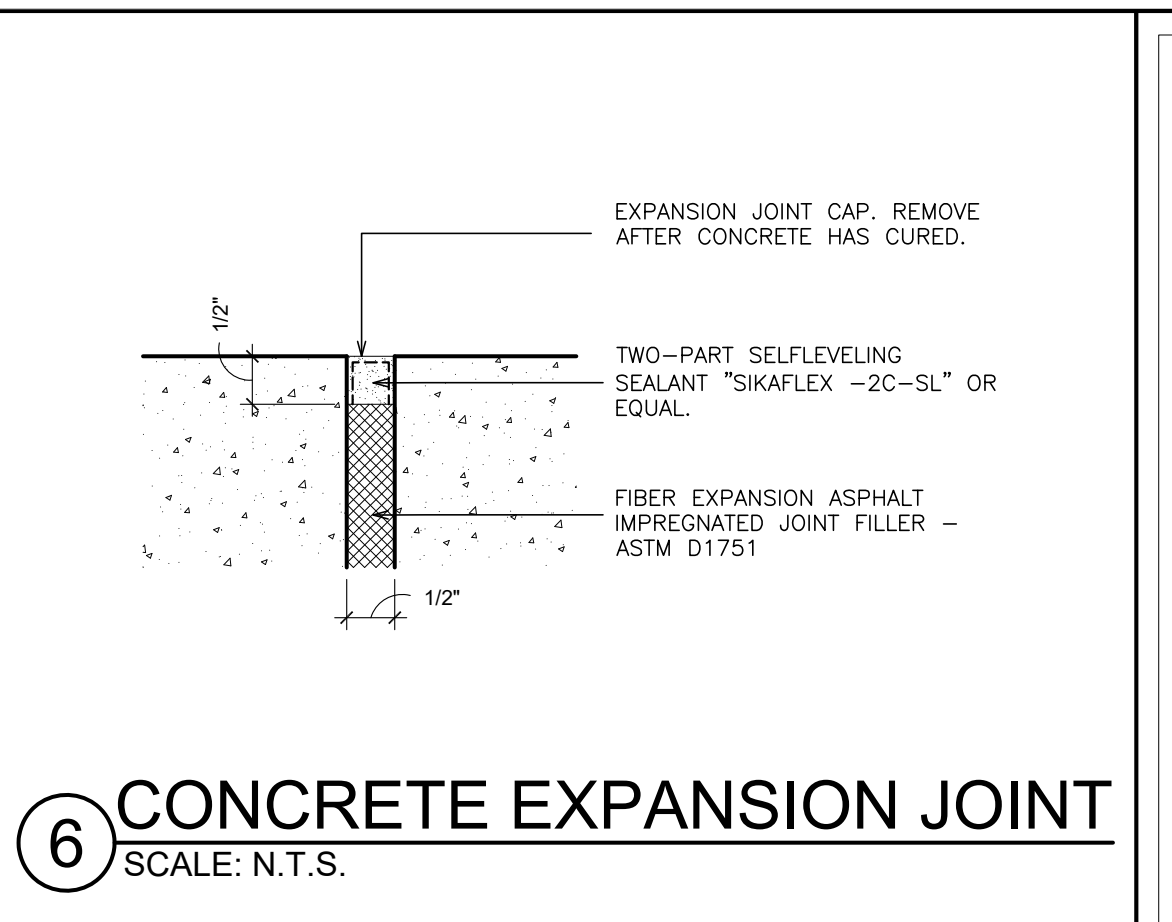 EXPANSION JOINT CAP. REMOVE
AFTER CONCRETE HAS CURED.
1/2"
TWO-PART SELFLEVELING
SEALANT "SIKAFLEX -2C-SL" OR
EQUAL.
FIBER EXPANSION ASPHALT
IMPREGNATED JOINT FILLER -
ASTM D1751
1/2"
6 CONCRETE EXPANSION JOINT
SCALE: N.T.S.